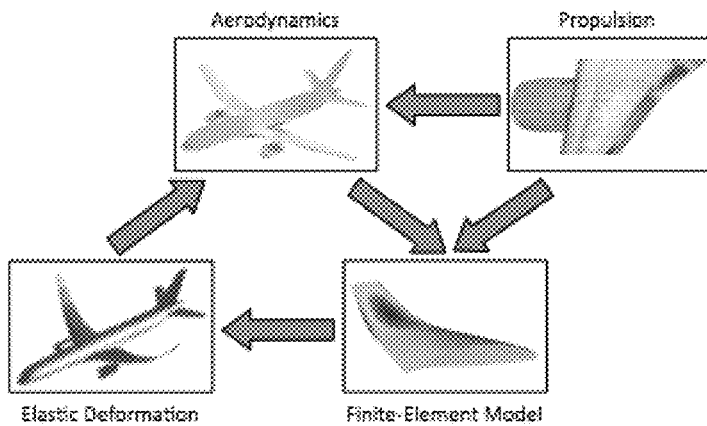 Aerodynamics
Propulsion
Elastic Deformation
Finite-Element Model